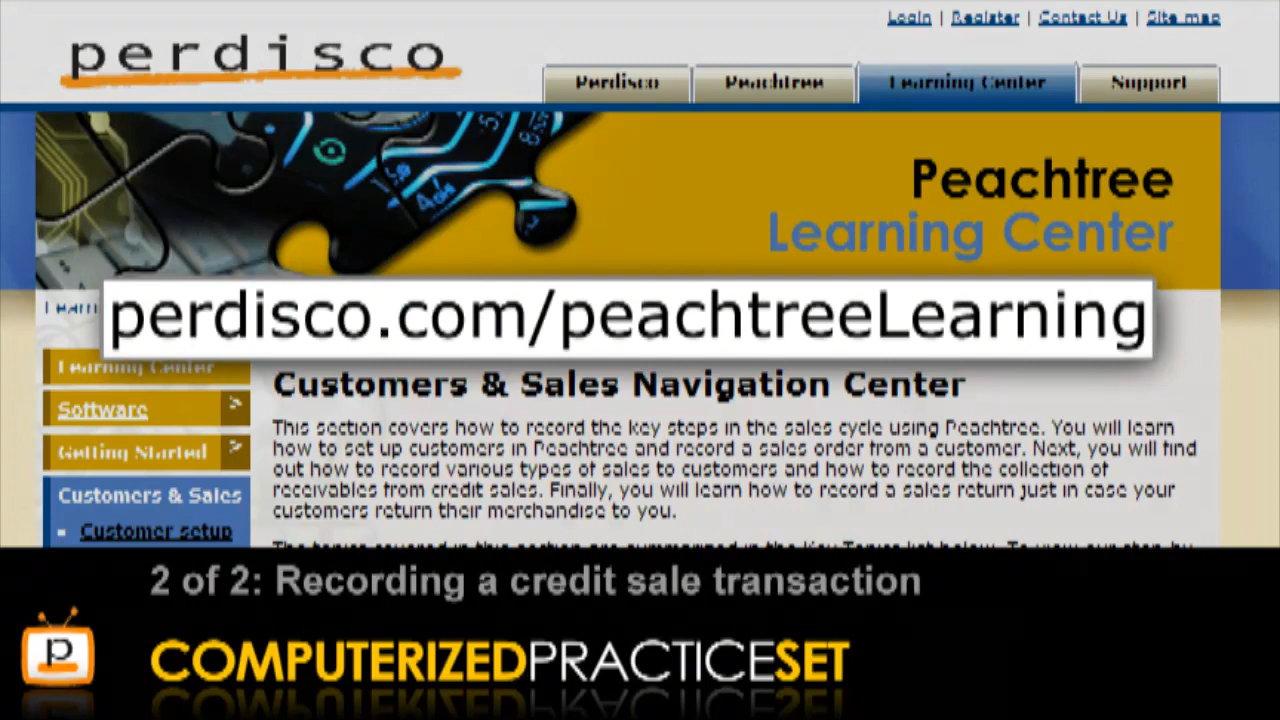 Login | Register | Contact Us | Site map
perdisco
Perdisco
Peachtree
Learning Center
Support
Peachtree
Learning Center
perdisco.com/peachtreeLearning
Learning Center
Customers & Sales Navigation Center
Software >
Getting Started >
Customers & Sales
Customer setup
This section covers how to record the key steps in the sales cycle using Peachtree. You will learn
how to set up customers in Peachtree and record a sales order from a customer. Next, you will find
out how to record various types of sales to customers and how to record the collection of
receivables from credit sales. Finally, you will learn how to record a sales return just in case your
customers return their merchandise to you.
2 of 2: Recording a credit sale transaction
p
COMPUTERIZEDPRACTICESET